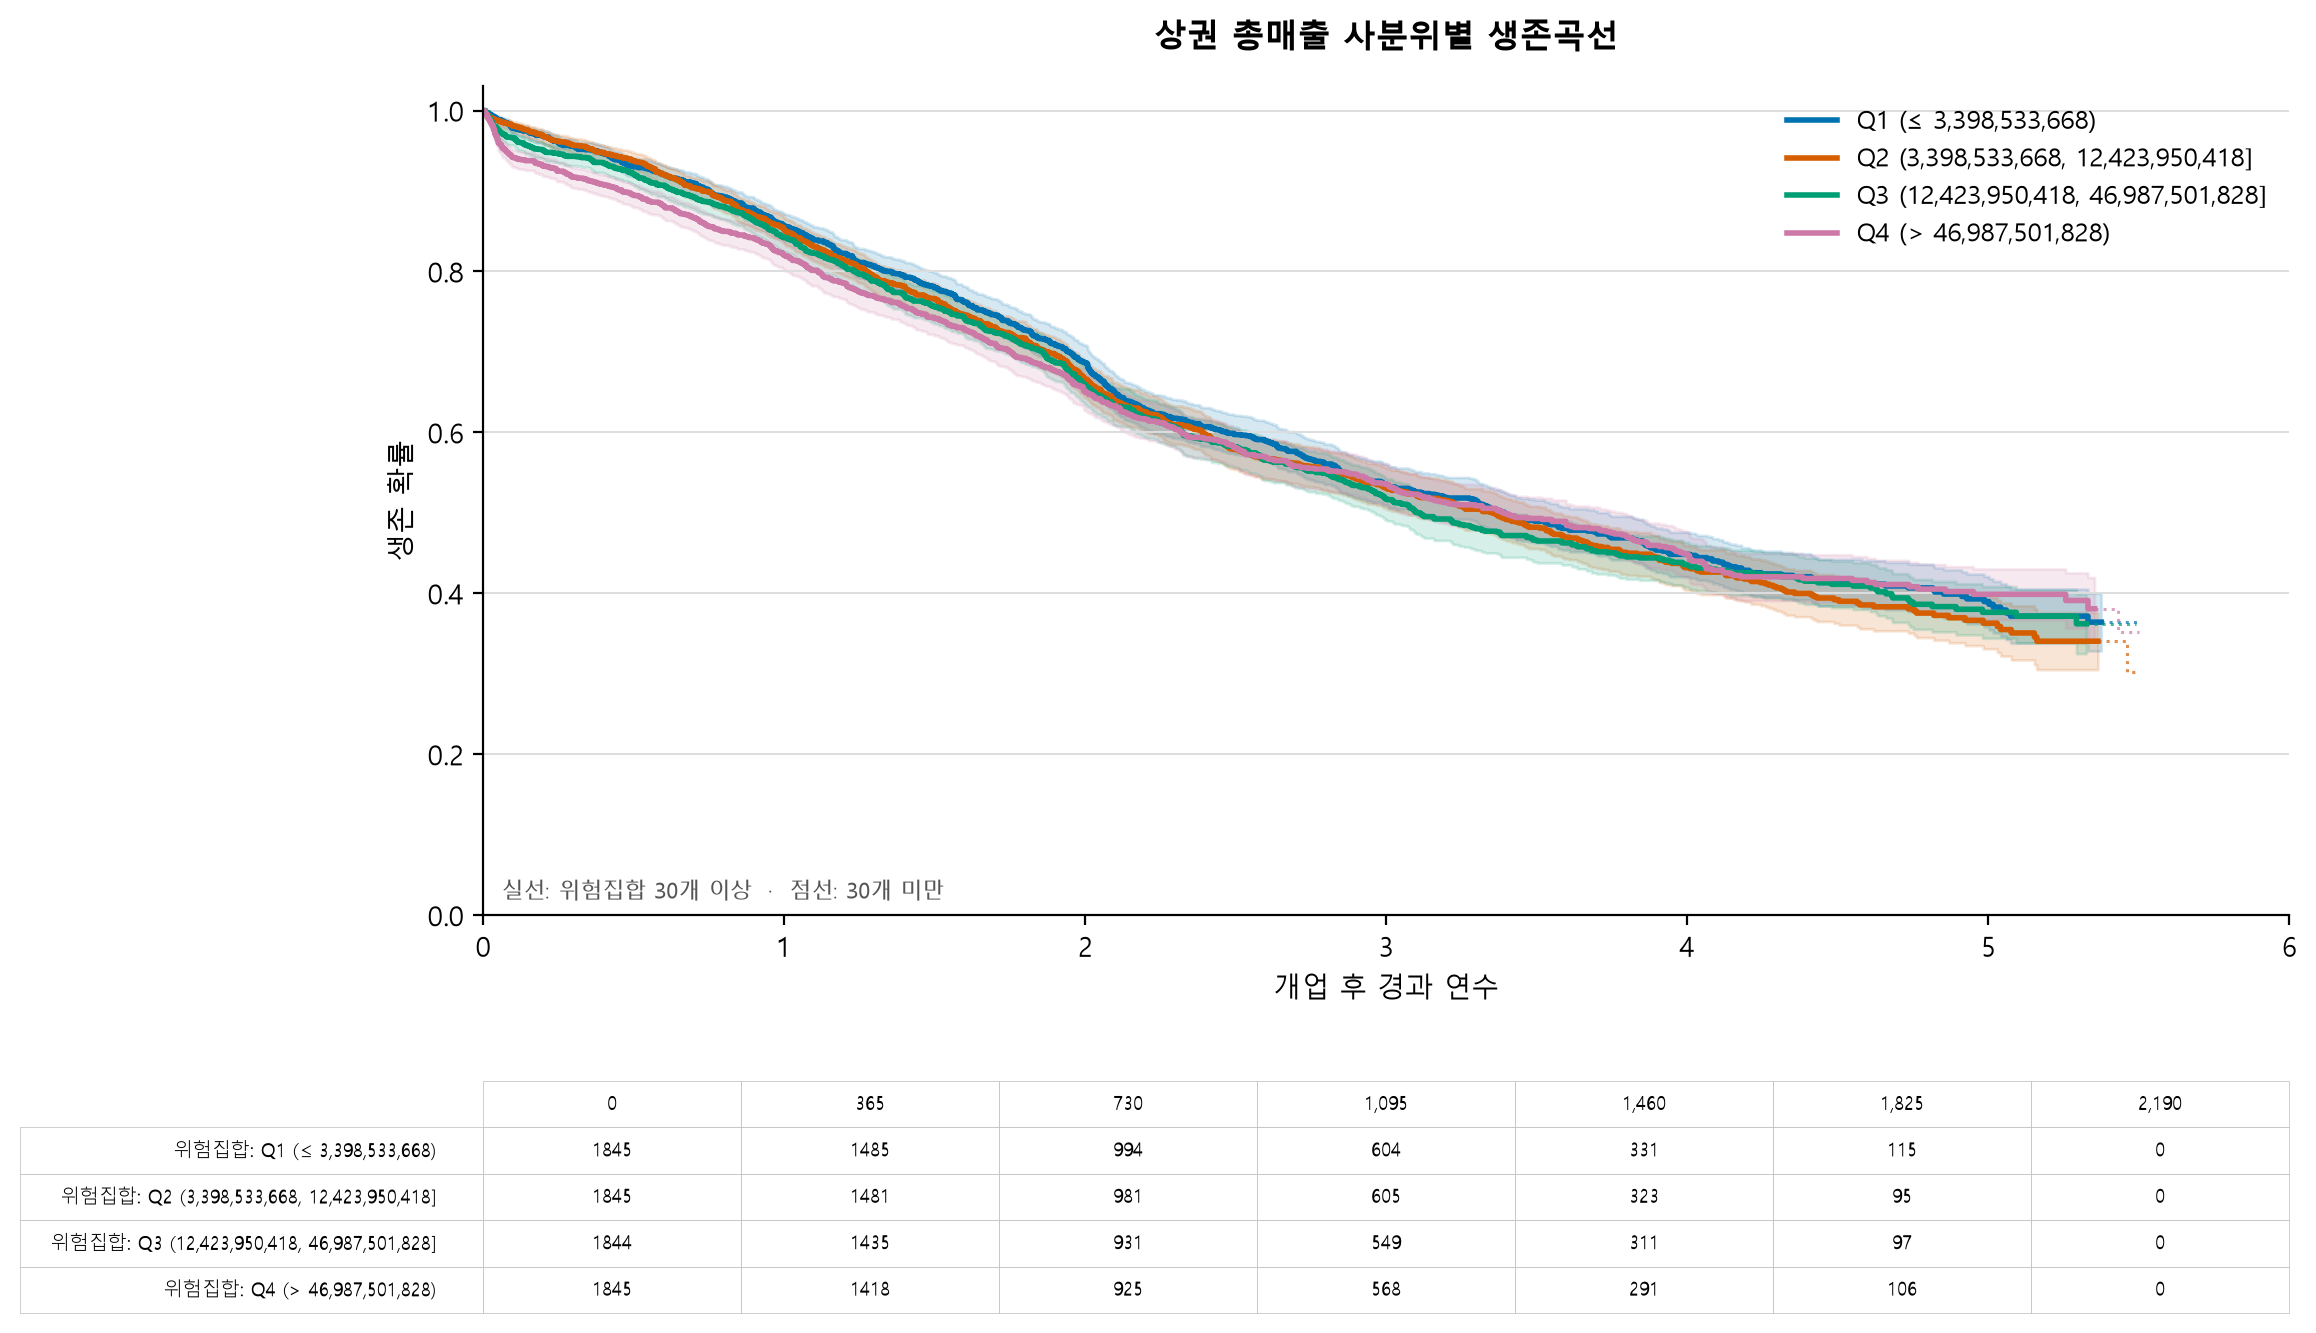 상권 총매출 사분위별 생존곡선
Q1 (≤ 3,398,533,668)
Q2 (3,398,533,668, 12,423,950,418]
Q3 (12,423,950,418, 46,987,501,828]
Q4 (> 46,987,501,828)
생존 확률
1.0
0.8
0.6
0.4
0.2
0.0
실선: 위험집합 30개 이상 · 점선: 30개 미만
0 1 2 3 4 5 6
개업 후 경과 연수
0 365 730 1,095 1,460 1,825 2,190
위험집합: Q1 (≤ 3,398,533,668) 1845 1485 994 604 331 115 0
위험집합: Q2 (3,398,533,668, 12,423,950,418] 1845 1481 981 605 323 95 0
위험집합: Q3 (12,423,950,418, 46,987,501,828] 1844 1435 931 549 311 97 0
위험집합: Q4 (> 46,987,501,828) 1845 1418 925 568 291 106 0